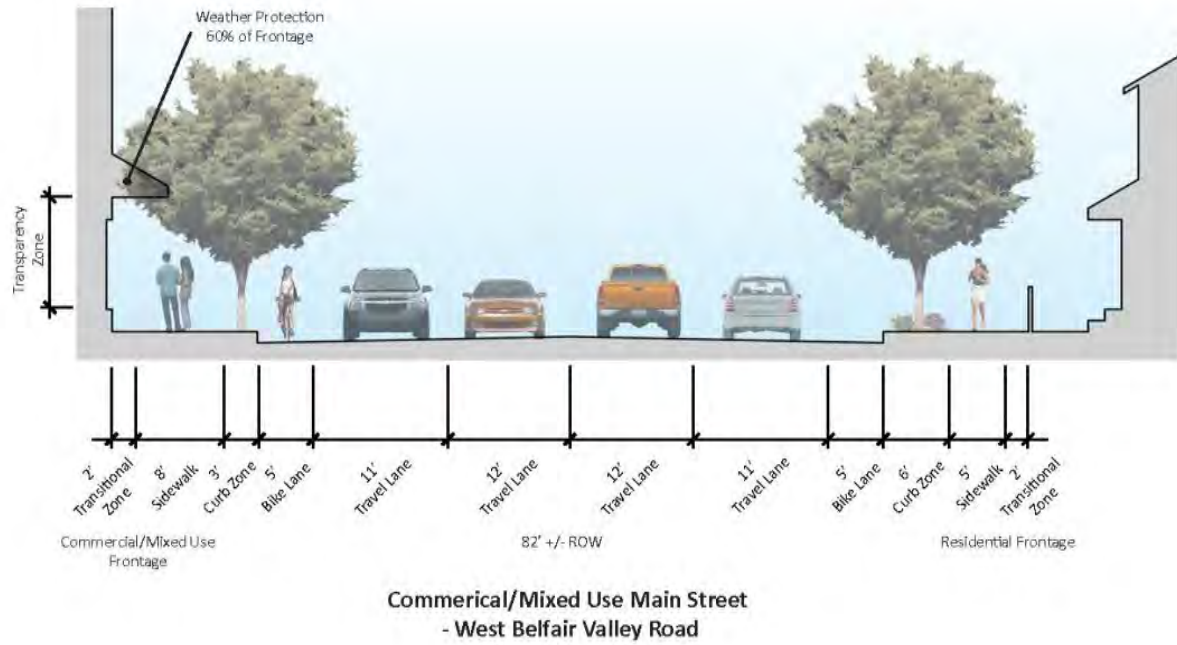 Weather Protection
60% of Frontage
Transparency
Zone
2'
Transitional
Zone
8'
Sidewalk
3'
Curb Zone
5'
Bike Lane
11'
Travel Lane
12'
Travel Lane
12'
Travel Lane
11'
Travel Lane
5'
Bike Lane
6'
Curb Zone
5'
Sidewalk
2'
Transitional
Zone
Commercial/Mixed Use
Frontage
82' +/- ROW
Residential Frontage
Commerical/Mixed Use Main Street
- West Belfair Valley Road